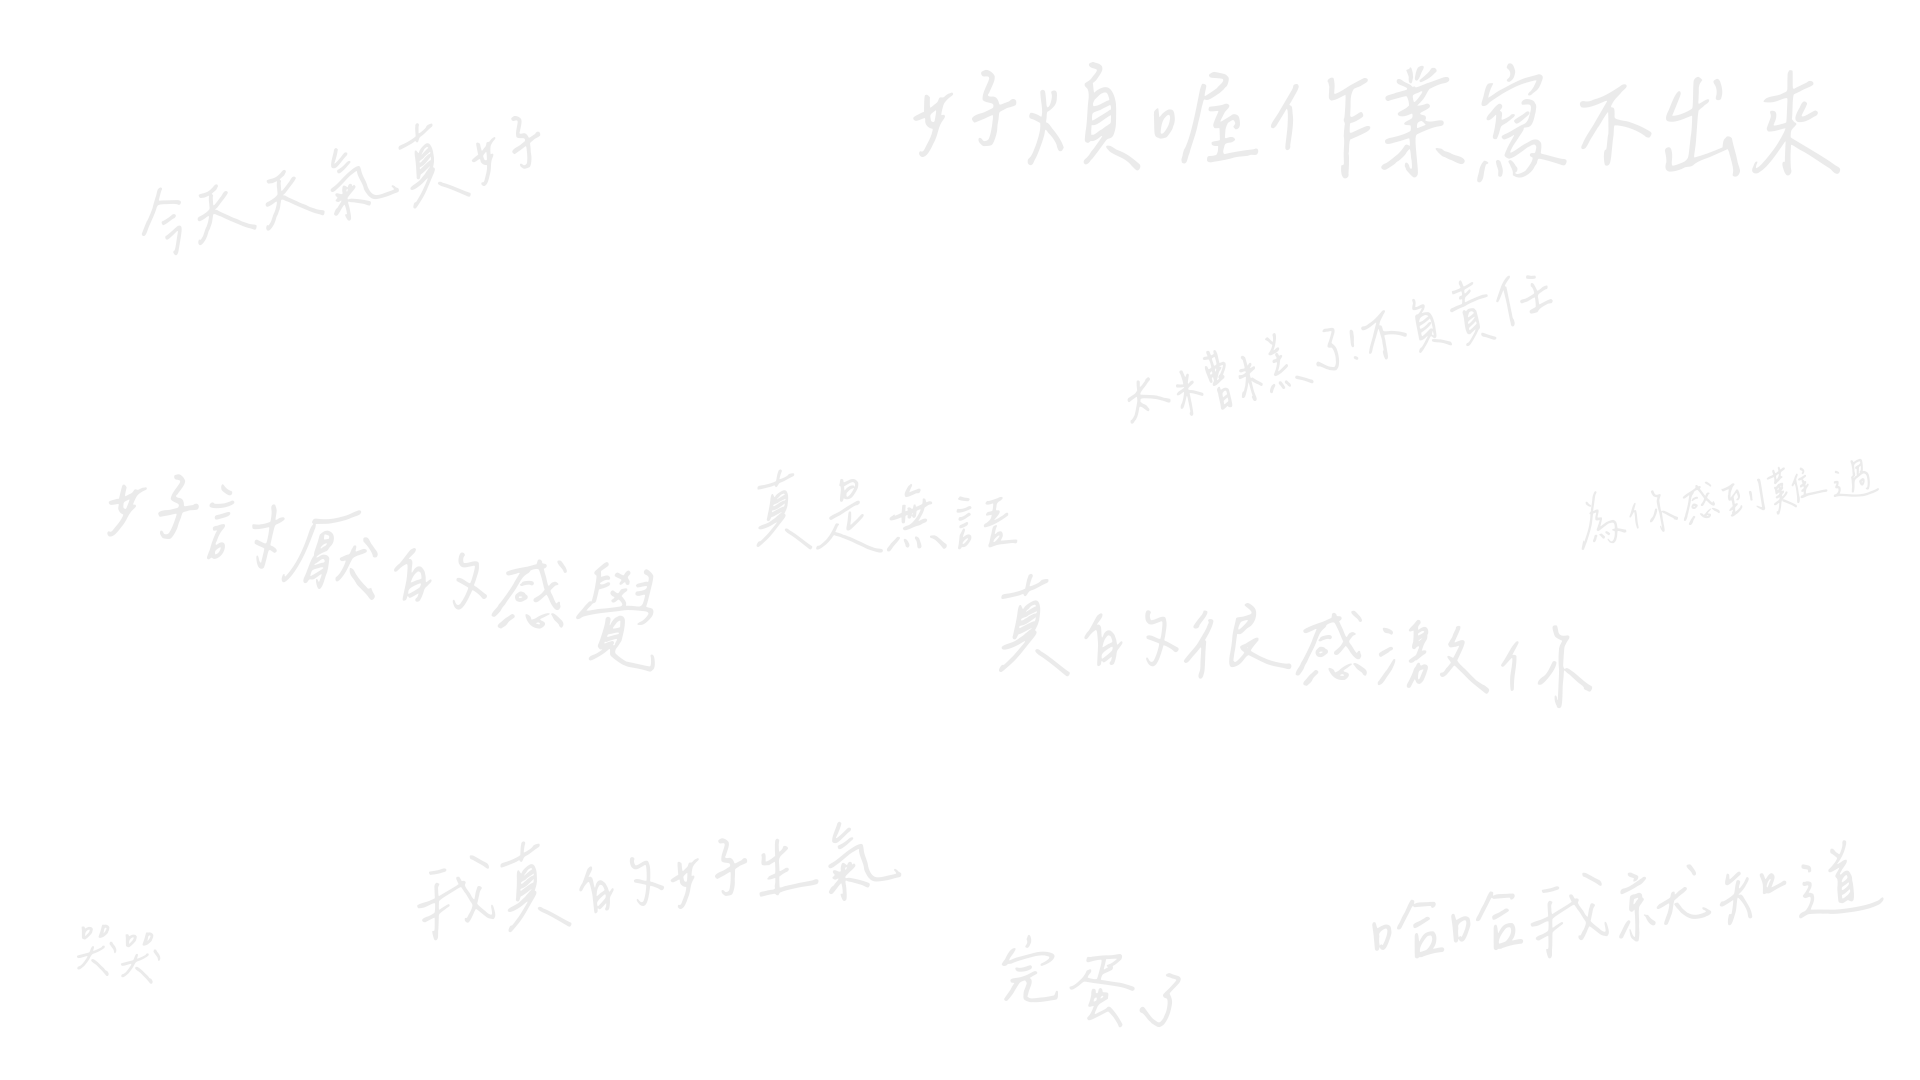 好煩喔作業寫不出來
今天天氣真好
太糟糕了!不負責任
為你感到難過
真是無語
好討厭的感覺
真的很感激你
我真的好生氣
哈哈我就知道
哭哭
完蛋了